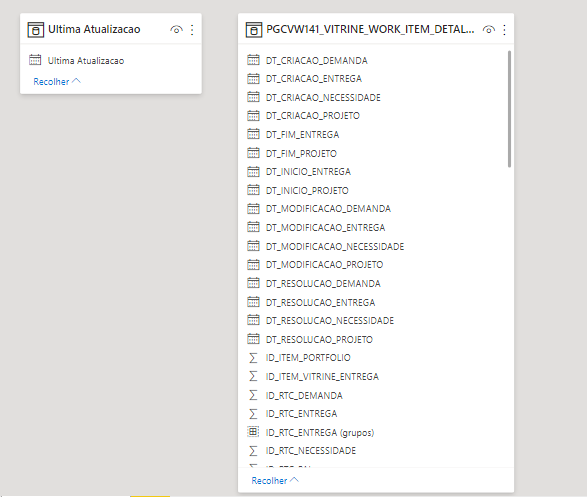 Ultima Atualizacao
Ultima Atualizacao
Recolher
PGCVW141_VITRINE_WORK_ITEM_DETAL...
DT_CRIACAO_DEMANDA
DT_CRIACAO_ENTREGA
DT_CRIACAO_NECESSIDADE
DT_CRIACAO_PROJETO
DT_FIM_ENTREGA
DT_FIM_PROJETO
DT_INICIO_ENTREGA
DT_INICIO_PROJETO
DT_MODIFICACAO_DEMANDA
DT_MODIFICACAO_ENTREGA
DT_MODIFICACAO_NECESSIDADE
DT_MODIFICACAO_PROJETO
DT_RESOLUCAO_DEMANDA
DT_RESOLUCAO_ENTREGA
DT_RESOLUCAO_NECESSIDADE
DT_RESOLUCAO_PROJETO
ID_ITEM_PORTFOLIO
ID_ITEM_VITRINE_ENTREGA
ID_RTC_DEMANDA
ID_RTC_ENTREGA
ID_RTC_ENTREGA (grupos)
ID_RTC_NECESSIDADE
Recolher